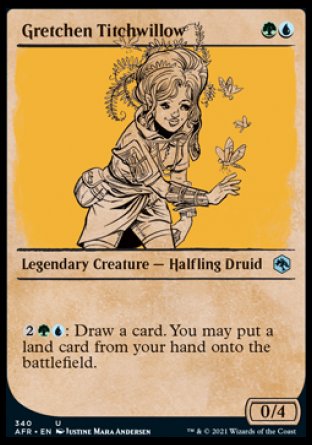 Gretchen Titchwillow
Legendary Creature — Halfling Druid
2: Draw a card. You may put a
land card from your hand onto the
battlefield.
340 U
AFR • EN Justine Mara Andersen
™ & © 2021 Wizards of the Coast
0/4